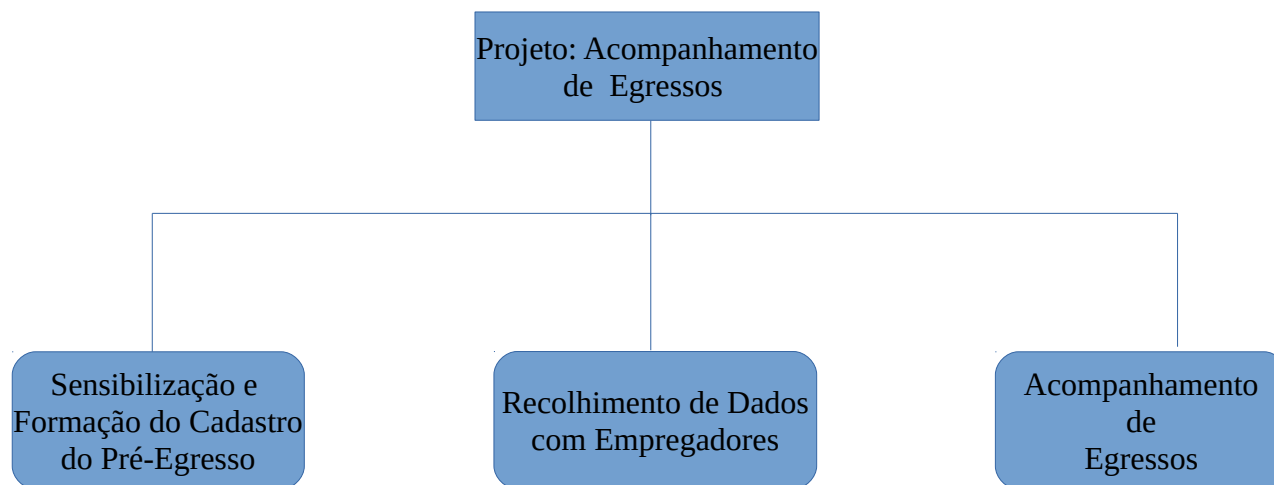 Projeto: Acompanhamento
de Egressos
Sensibilização e
Formação do Cadastro
do Pré-Egresso
Recolhimento de Dados
com Empregadores
Acompanhamento
de
Egressos